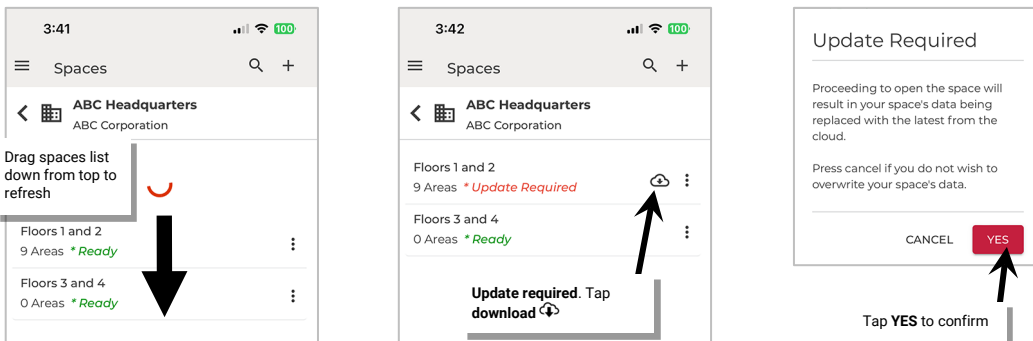 3:41
100
Spaces
ABC Headquarters
ABC Corporation
Drag spaces list
down from top to
refresh
Floors 1 and 2
9 Areas * Ready
Floors 3 and 4
0 Areas * Ready
3:42
100
Spaces
ABC Headquarters
ABC Corporation
Floors 1 and 2
9 Areas * Update Required
Floors 3 and 4
0 Areas * Ready
Update required. Tap
download
Update Required
Proceeding to open the space will
result in your space's data being
replaced with the latest from the
cloud.
Press cancel if you do not wish to
overwrite your space's data.
CANCEL YES
Tap YES to confirm